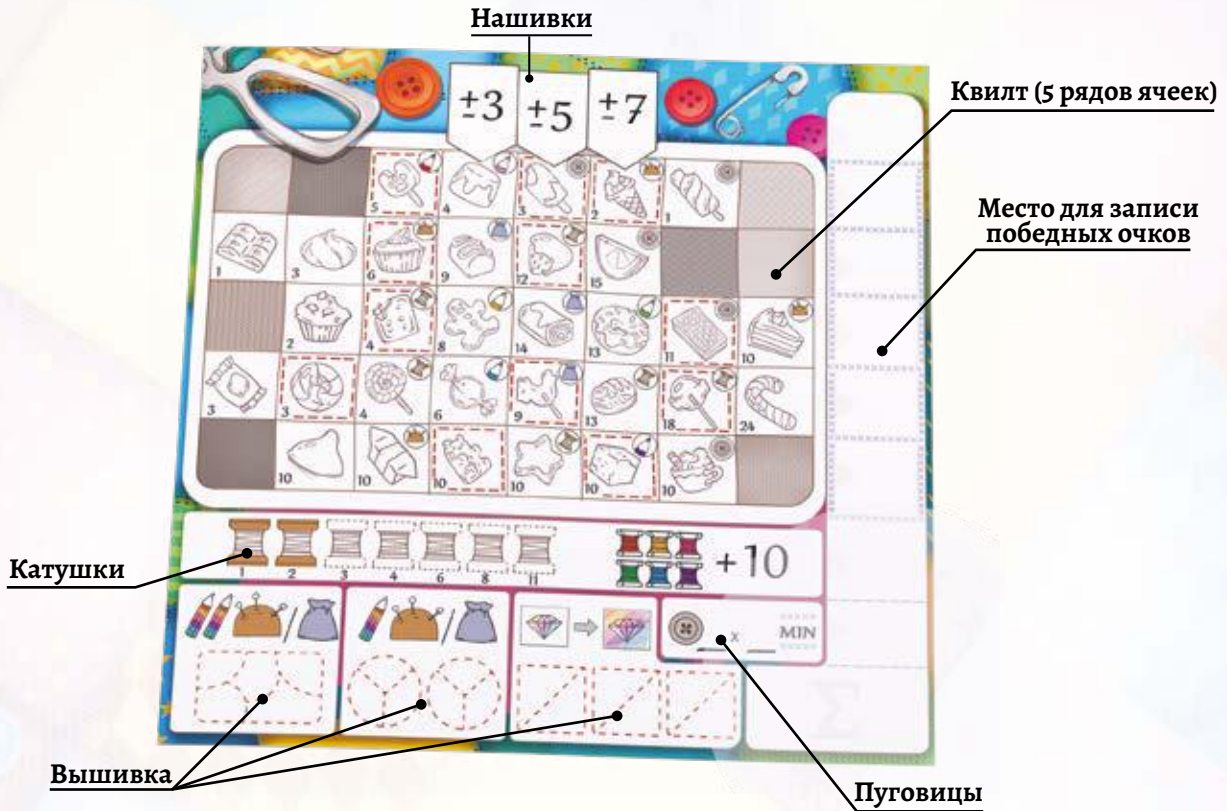 Нашивки
±3 ±5 ±7
Квилт (5 рядов ячеек)
5 4 3 2 1
Место для записи
победных очков
1 3 6 9 12 15
2 4 8 14 13 11 10
3 3 4 6 9 13 18 24
10 10 10 10 10 10
Катушки
1 2 3 4 6 8 11
+10
x MIN
Σ
Вышивка
Пуговицы